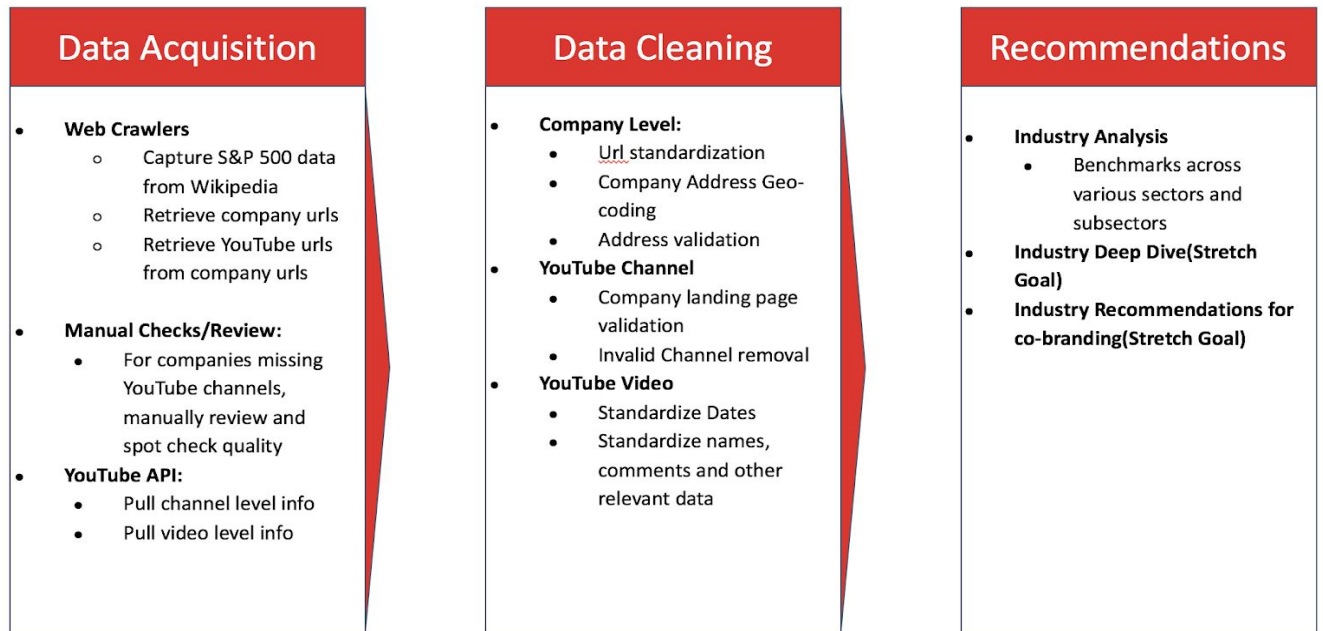 Data Acquisition
• Web Crawlers
o Capture S&P 500 data
from Wikipedia
o Retrieve company urls
o Retrieve YouTube urls
from company urls
• Manual Checks/Review:
• For companies missing
YouTube channels,
manually review and
spot check quality
• YouTube API:
• Pull channel level info
• Pull video level info
Data Cleaning
• Company Level:
• Url standardization
• Company Address Geo-
coding
• Address validation
• YouTube Channel
• Company landing page
validation
• Invalid Channel removal
• YouTube Video
• Standardize Dates
• Standardize names,
comments and other
relevant data
Recommendations
• Industry Analysis
• Benchmarks across
various sectors and
subsectors
• Industry Deep Dive(Stretch
Goal)
• Industry Recommendations for
co-branding(Stretch Goal)